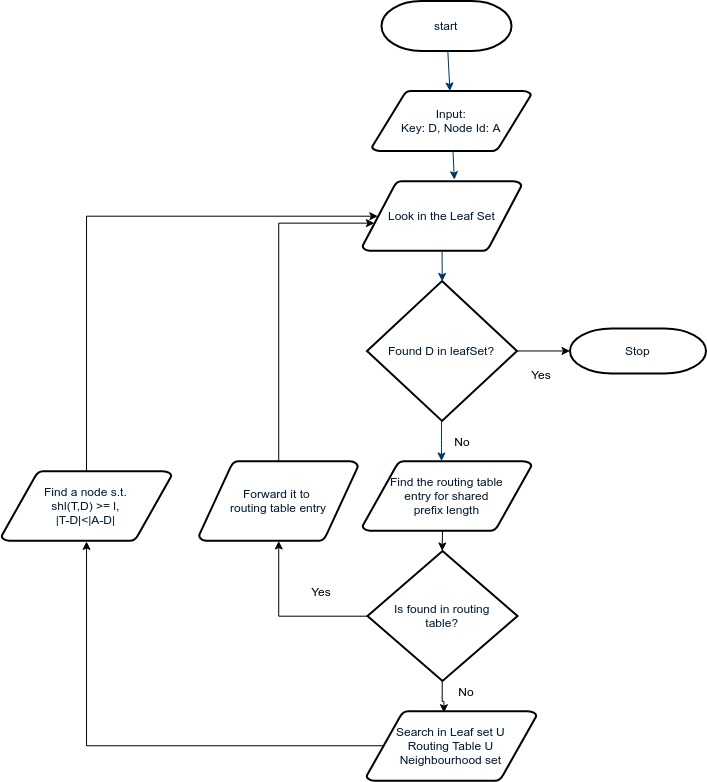 start
Input:
Key: D, Node Id: A
Look in the Leaf Set
Found D in leafSet?
Stop
Yes
No
Find a node s.t.
shl(T,D) >= l,
|T-D|<|A-D|
Forward it to
routing table entry
Find the routing table
entry for shared
prefix length
Yes
Is found in routing
table?
No
Search in Leaf set U
Routing Table U
Neighbourhood set